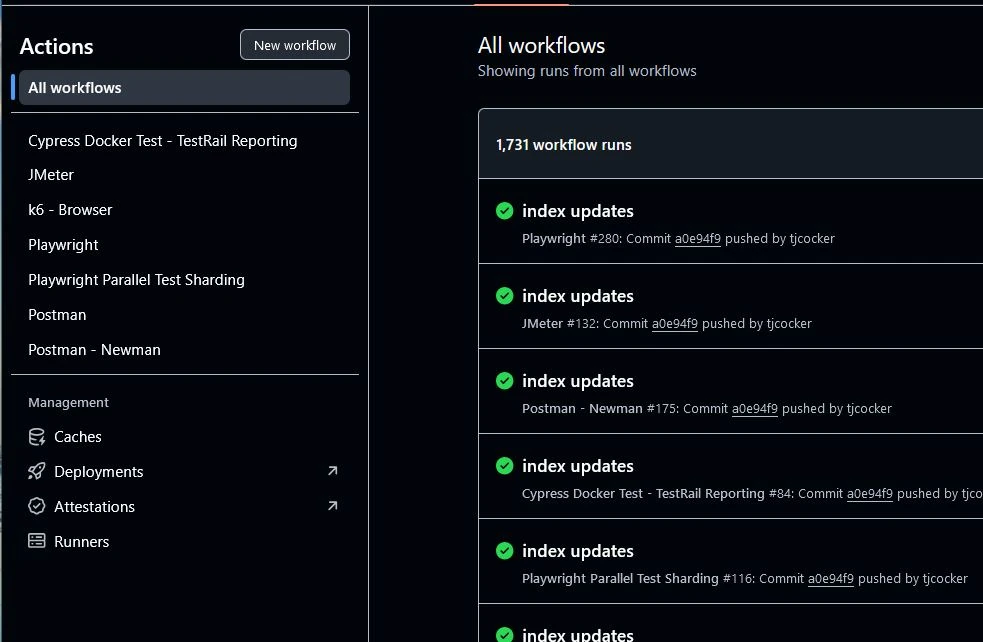 Actions
New workflow
All workflows
Cypress Docker Test - TestRail Reporting
JMeter
k6 - Browser
Playwright
Playwright Parallel Test Sharding
Postman
Postman - Newman
Management
Caches
Deployments
Attestations
Runners
All workflows
Showing runs from all workflows
1,731 workflow runs
index updates
Playwright #280: Commit a0e94f9 pushed by tjcocker
index updates
JMeter #132: Commit a0e94f9 pushed by tjcocker
index updates
Postman - Newman #175: Commit a0e94f9 pushed by tjcocker
index updates
Cypress Docker Test - TestRail Reporting #84: Commit a0e94f9 pushed by tjco
index updates
Playwright Parallel Test Sharding #116: Commit a0e94f9 pushed by tjcocker
index updates